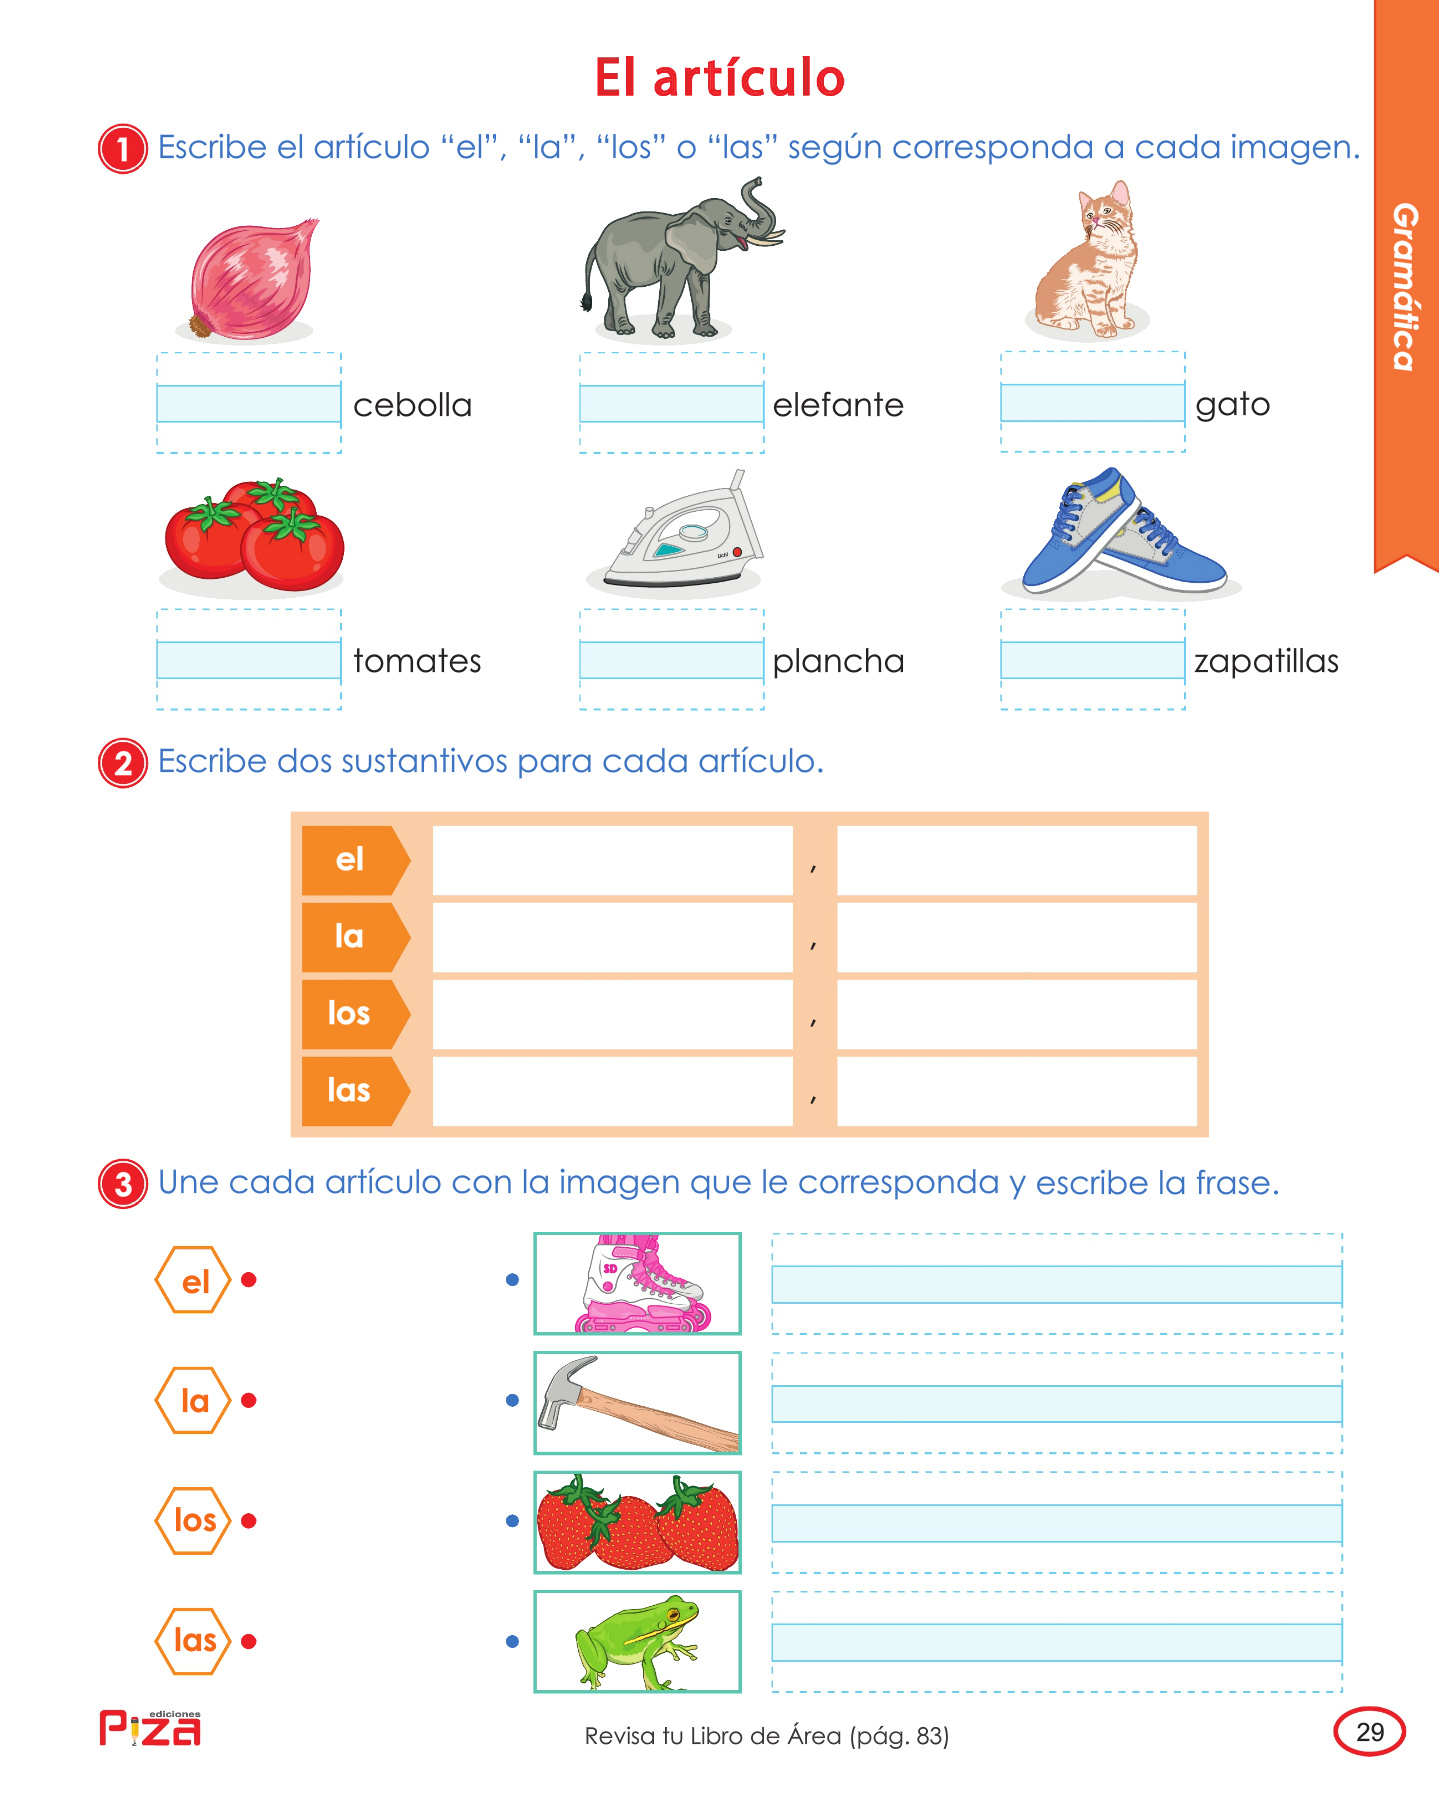 El artículo
1 Escribe el artículo “el”, “la”, “los” o “las” según corresponda a cada imagen.
Gramática
cebolla
elefante
gato
tomates
plancha
zapatillas
2 Escribe dos sustantivos para cada artículo.
el ,
la ,
los ,
las ,
3 Une cada artículo con la imagen que le corresponda y escribe la frase.
el
SD
la
los
las
ediciones
Piza
Revisa tu Libro de Área (pág. 83)
29